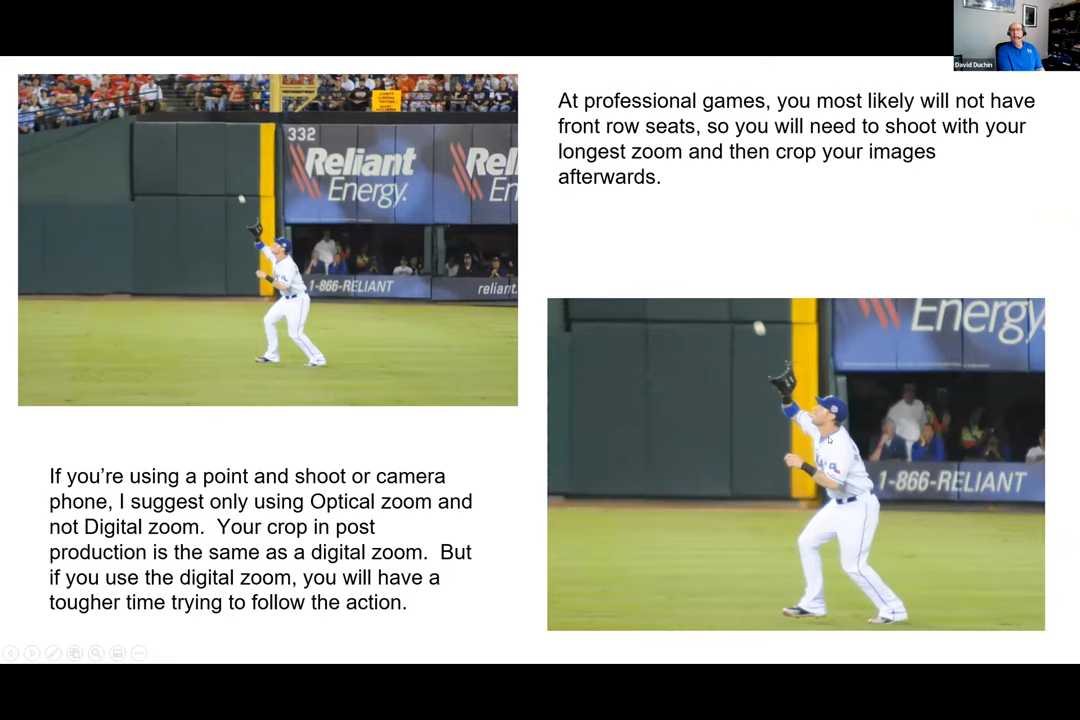 David Duchin
At professional games, you most likely will not have
front row seats, so you will need to shoot with your
longest zoom and then crop your images
afterwards.
332
Reliant
Energy.
Rel
En
1-866-RELIANT
reliant.
Energy
1-866-RELIANT
If you’re using a point and shoot or camera
phone, I suggest only using Optical zoom and
not Digital zoom.  Your crop in post
production is the same as a digital zoom.  But
if you use the digital zoom, you will have a
tougher time trying to follow the action.